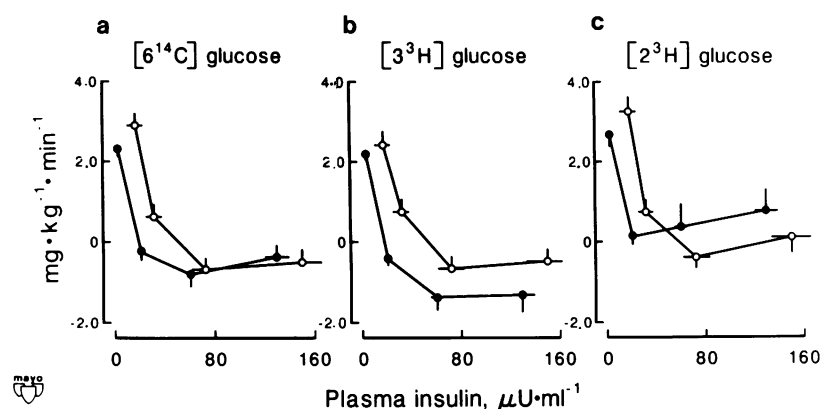 a
[6¹⁴C] glucose
b
[3³H] glucose
c
[2³H] glucose
4.0
2.0
0
-2.0
4.0
2.0
0
-2.0
4.0
2.0
0
-2.0
mg•kg⁻¹•min⁻¹
0 80 160
0 80 160
0 80 160
mayo
Plasma insulin, μU•ml⁻¹